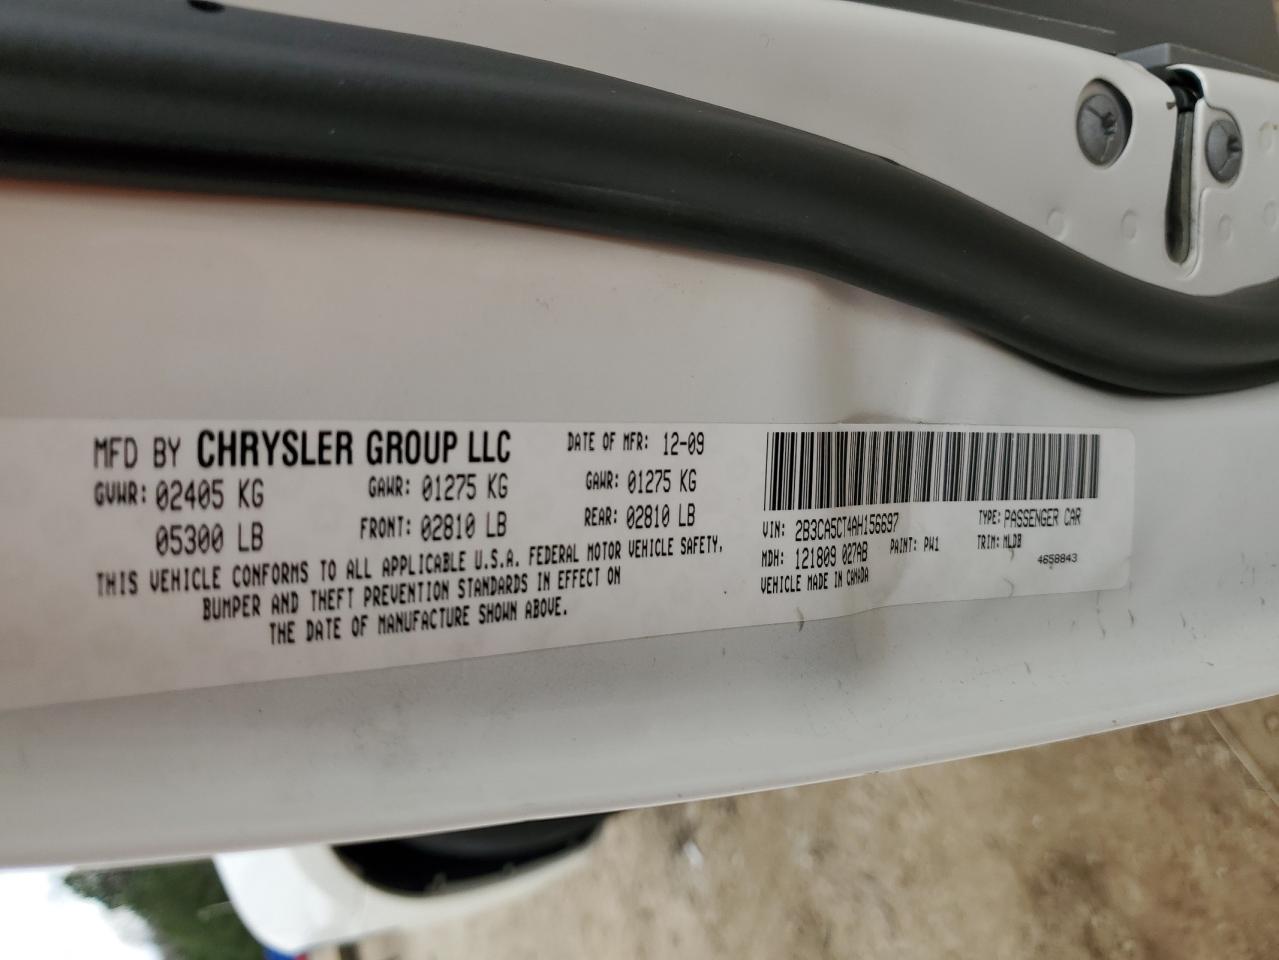 MFD BY CHRYSLER GROUP LLC DATE OF MFR: 12-09
GVWR: 02405 KG GAWR: 01275 KG GAWR: 01275 KG
05300 LB FRONT: 02810 LB REAR: 02810 LB
THIS VEHICLE CONFORMS TO ALL APPLICABLE U.S.A. FEDERAL MOTOR VEHICLE SAFETY,
BUMPER AND THEFT PREVENTION STANDARDS IN EFFECT ON
THE DATE OF MANUFACTURE SHOWN ABOVE.
VIN: 2B3CA5CT4AH156697 TYPE: PASSENGER CAR
MDH: 121809 027AB PAINT: PW1 TRIM: MLDB
VEHICLE MADE IN CANADA 4658843